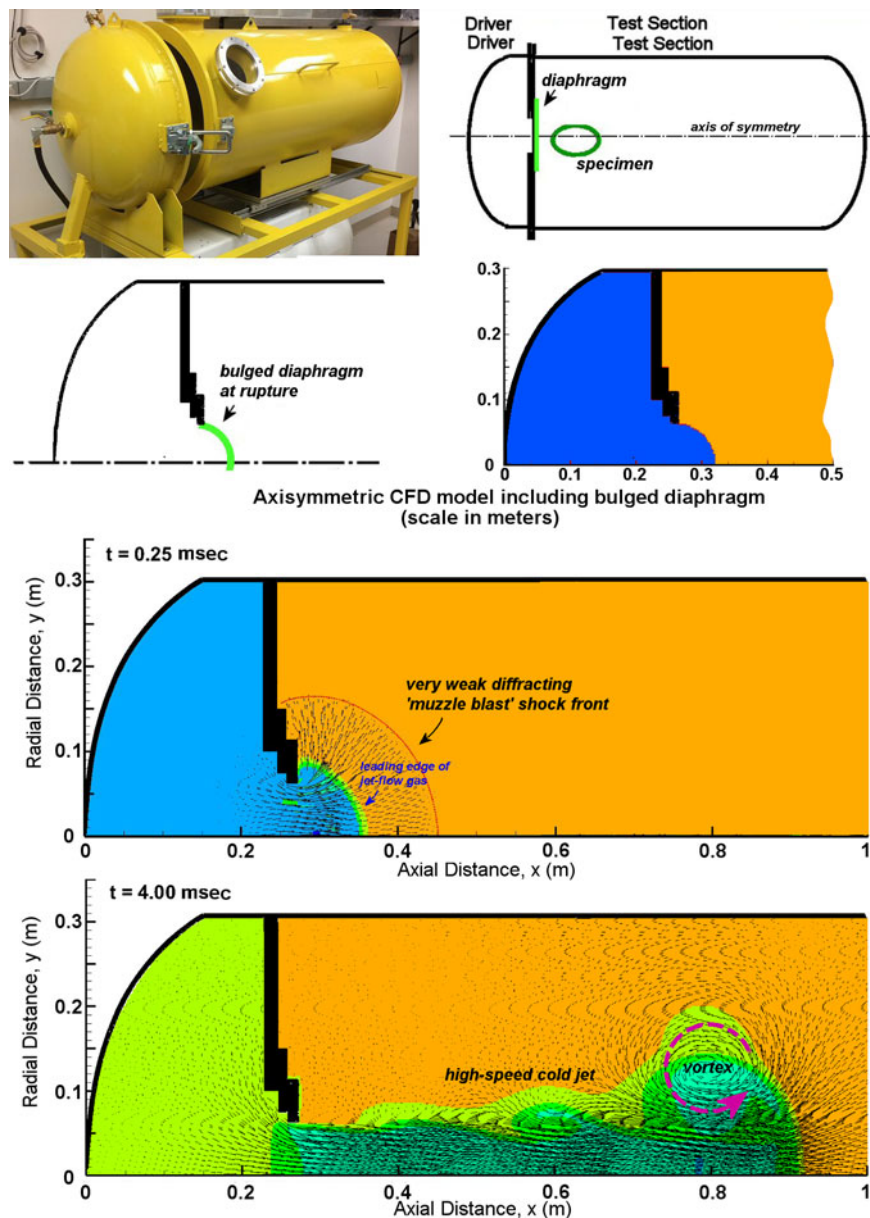 Driver
Test Section
Driver
Test Section
diaphragm
axis of symmetry
specimen
bulged diaphragm
at rupture
0.3
0.2
0.1
0
0
0.1
0.2
0.3
0.4
0.5
Axisymmetric CFD model including bulged diaphragm
(scale in meters)
t = 0.25 msec
Radial Distance, y (m)
0.3
0.2
0.1
0
very weak diffracting
'muzzle blast' shock front
leading edge of
jet-flow gas
0
0.2
0.4
0.6
0.8
1
Axial Distance, x (m)
t = 4.00 msec
Radial Distance, y (m)
0.3
0.2
0.1
0
high-speed cold jet
vortex
0
0.2
0.4
0.6
0.8
1
Axial Distance, x (m)